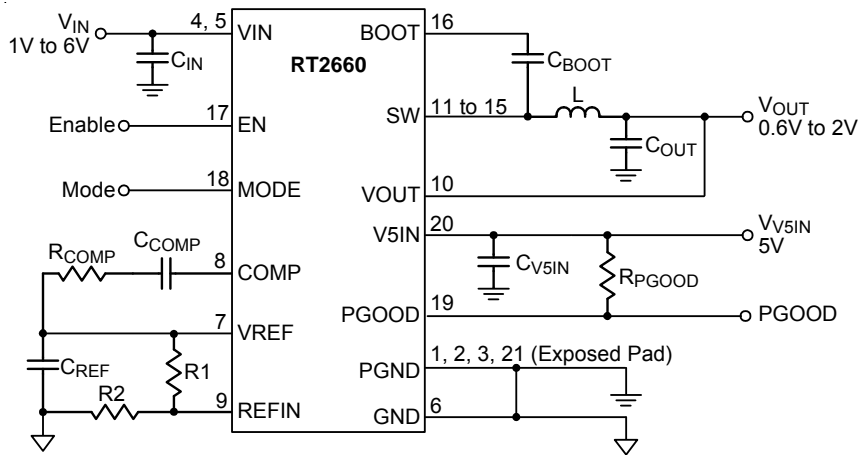 VIN
1V to 6V
4, 5
VIN
CIN
RT2660
BOOT
16
CBOOT
L
SW
11 to 15
VOUT
0.6V to 2V
COUT
Enable
17
EN
Mode
18
MODE
VOUT
10
V5IN
20
VV5IN
5V
CV5IN
RPGOOD
RCOMP
CCOMP
8
COMP
PGOOD
19
PGOOD
7
VREF
CREF
R1
R2
9
REFIN
PGND
1, 2, 3, 21 (Exposed Pad)
GND
6